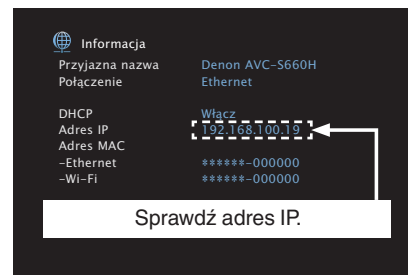 Informacja
Przyjazna nazwa Denon AVC-S660H
Połączenie Ethernet
DHCP Włącz
Adres IP 192.168.100.19
Adres MAC
-Ethernet ******-000000
-Wi-Fi ******-000000
Sprawdź adres IP.